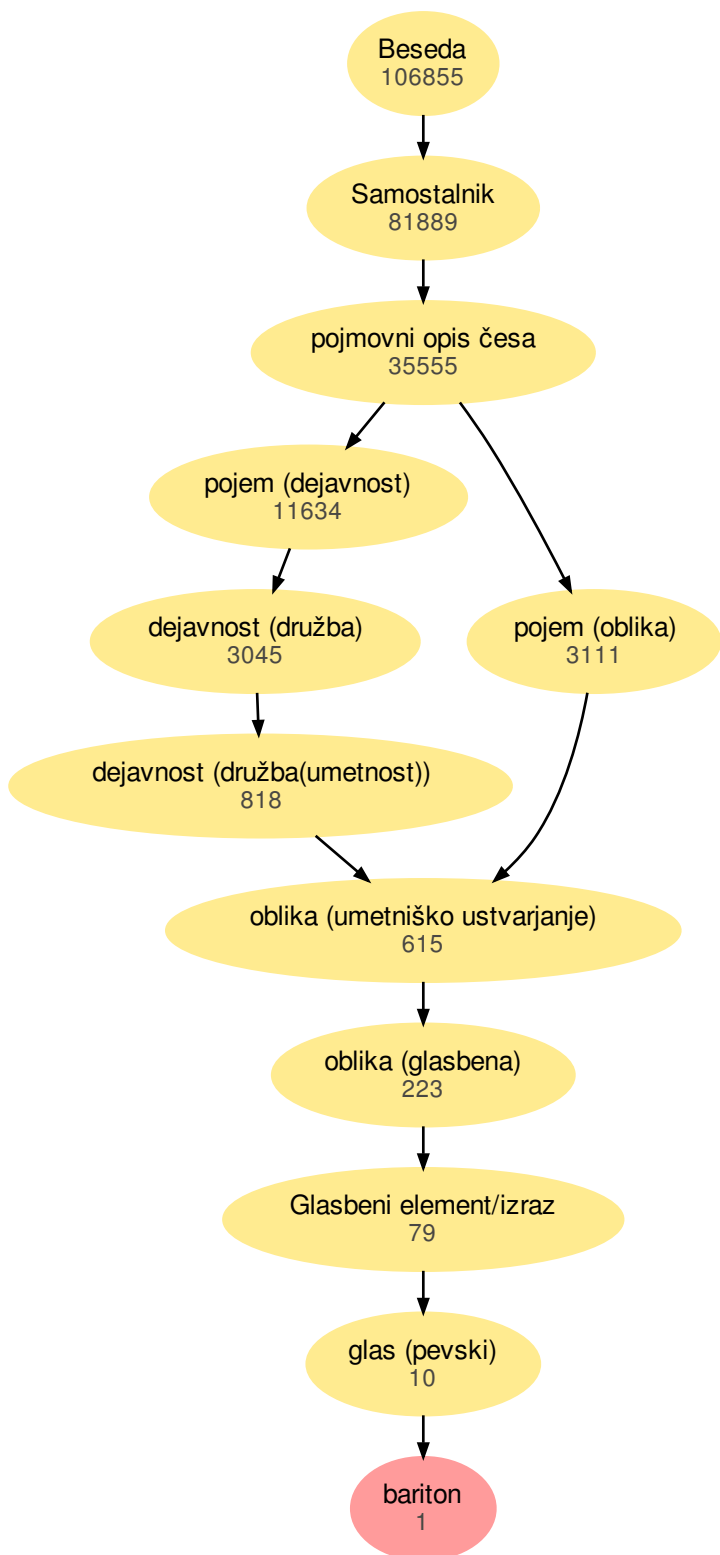 Beseda
106855
Samostalnik
81889
pojmovni opis česa
35555
pojem (dejavnost)
11634
dejavnost (družba)
3045
pojem (oblika)
3111
dejavnost (družba(umetnost))
818
oblika (umetniško ustvarjanje)
615
oblika (glasbena)
223
Glasbeni element/izraz
79
glas (pevski)
10
bariton
1